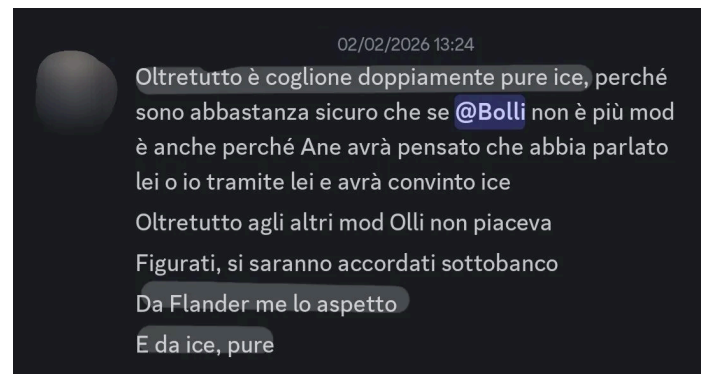 02/02/2026 13:24
Oltretutto è coglione doppiamente pure ice, perché
sono abbastanza sicuro che se @Bolli non è più mod
è anche perché Ane avrà pensato che abbia parlato
lei o io tramite lei e avrà convinto ice
Oltretutto agli altri mod Olli non piaceva
Figurati, si saranno accordati sottobanco
Da Flander me lo aspetto
E da ice, pure